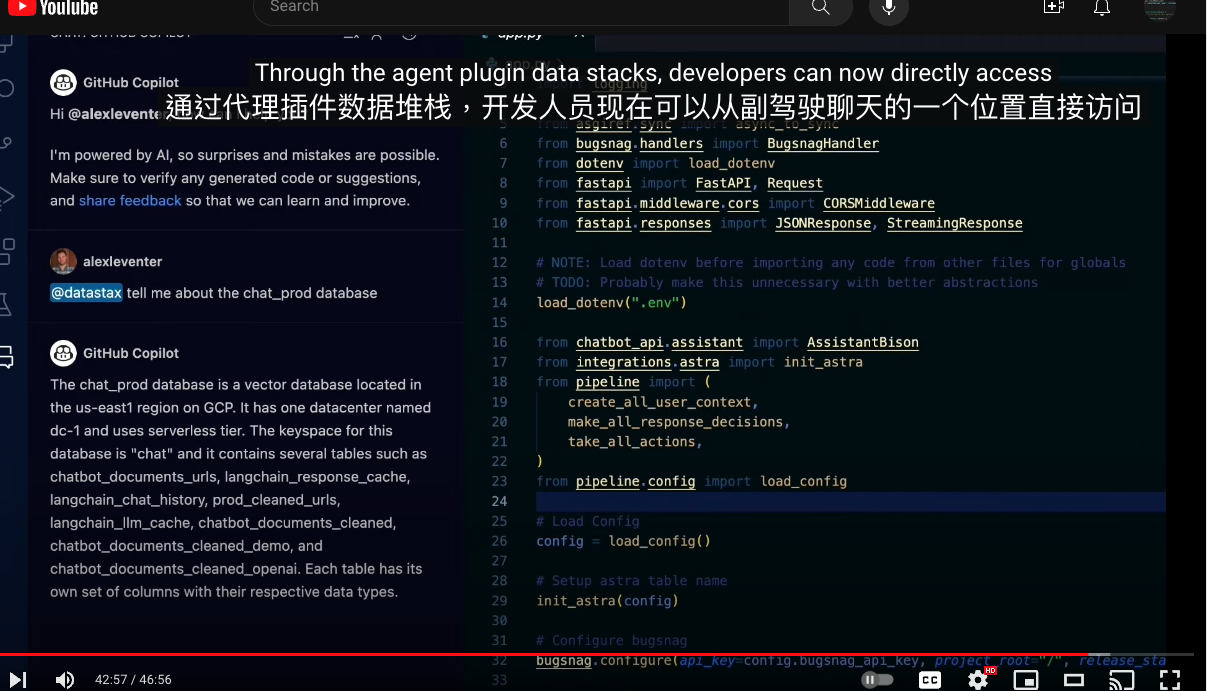 YouTube
Search
GitHub Copilot
Hi @alexlevente
I'm powered by AI, so surprises and mistakes are possible.
Make sure to verify any generated code or suggestions,
and share feedback so that we can learn and improve.
alexleventer
@datastax tell me about the chat_prod database
GitHub Copilot
The chat_prod database is a vector database located in
the us-east1 region on GCP. It has one datacenter named
dc-1 and uses serverless tier. The keyspace for this
database is "chat" and it contains several tables such as
chatbot_documents_urls, langchain_response_cache,
langchain_chat_history, prod_cleaned_urls,
langchain_llm_cache, chatbot_documents_cleaned,
chatbot_documents_cleaned_demo, and
chatbot_documents_cleaned_openai. Each table has its
own set of columns with their respective data types.
app.py
Through the agent plugin data stacks, developers can now directly access
通过代理插件数据堆栈，开发人员现在可以从副驾驶聊天的一个位置直接访问
import logging
5 from asgiref.sync import async_to_sync
6 from bugsnag.handlers import BugsnagHandler
7 from dotenv import load_dotenv
8 from fastapi import FastAPI, Request
9 from fastapi.middleware.cors import CORSMiddleware
10 from fastapi.responses import JSONResponse, StreamingResponse
11
12 # NOTE: Load dotenv before importing any code from other files for globals
13 # TODO: Probably make this unnecessary with better abstractions
14 load_dotenv(".env")
15
16 from chatbot_api.assistant import AssistantBison
17 from integrations.astra import init_astra
18 from pipeline import (
19 create_all_user_context,
20 make_all_response_decisions,
21 take_all_actions,
22 )
23 from pipeline.config import load_config
24
25 # Load Config
26 config = load_config()
27
28 # Setup astra table name
29 init_astra(config)
30
31 # Configure bugsnag
32 bugsnag.configure(api_key=config.bugsnag_api_key, project_root="/", release_sta
33
42:57 / 46:56
CC
HD